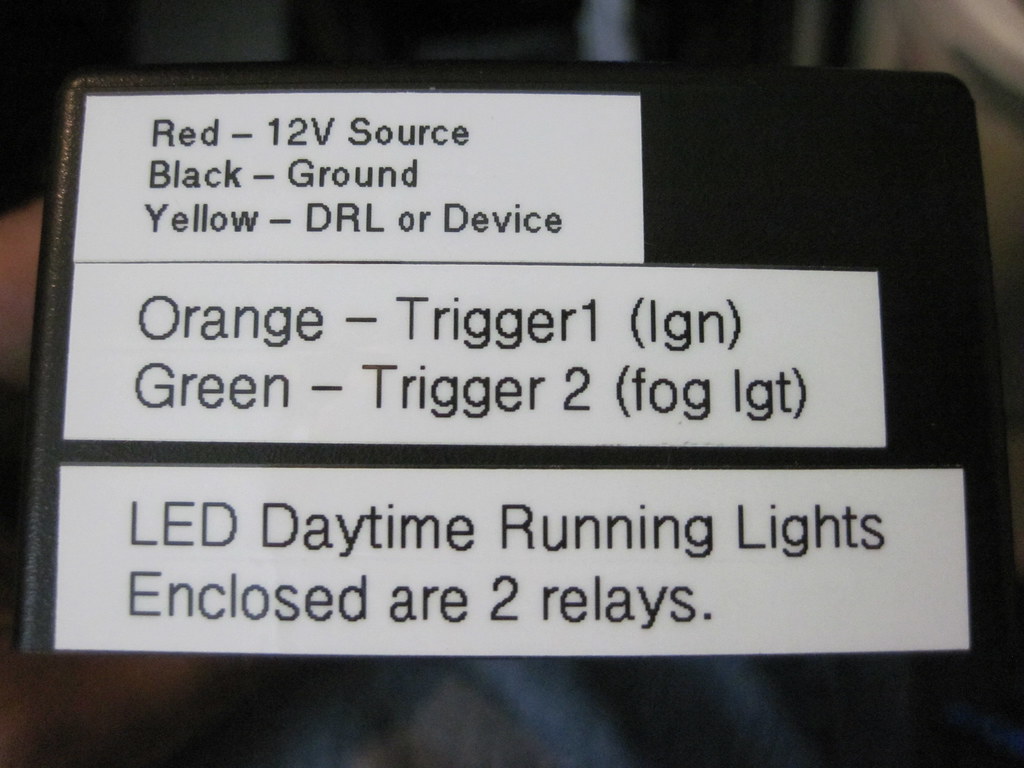 Red – 12V Source
Black – Ground
Yellow – DRL or Device
Orange – Trigger1 (Ign)
Green – Trigger 2 (fog lgt)
LED Daytime Running Lights
Enclosed are 2 relays.